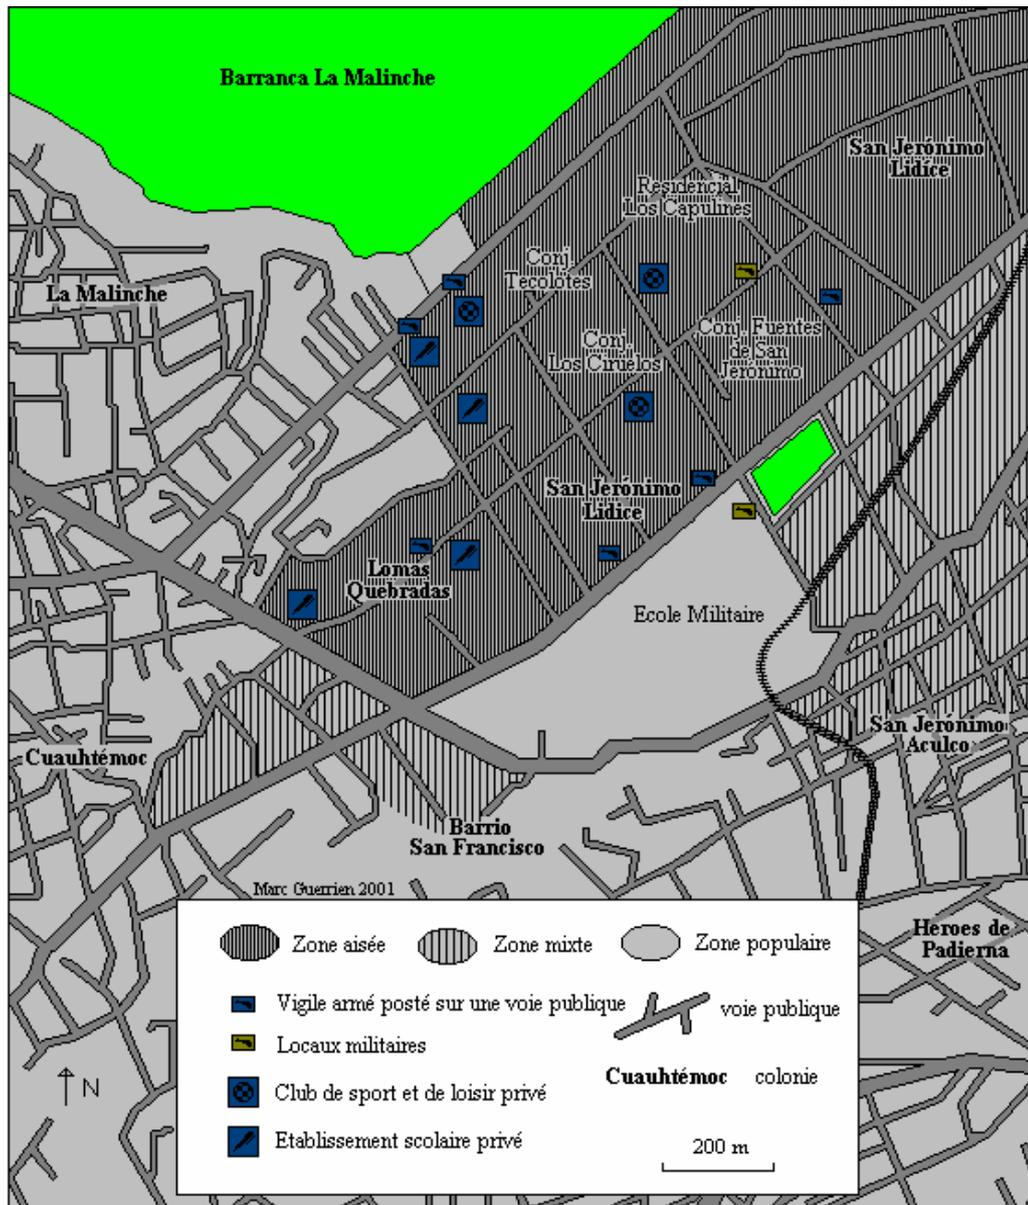 Barranca La Malinche
San Jerónimo
Lidíce
Residencial
Los Capulines
Conj.
Tecolotes
La Malinche
Conj.
Los Ciruelos
Conj. Fuentes
de San
Jerónimo
San Jerónimo
Lidice
Lomas
Quebradas
Ecole Militaire
San Jerónimo
Aculco
Cuauhtémoc
Barrio
San Francisco
Marc Guerrien 2001
Heroes de
Padierna
Zone aisée Zone mixte Zone populaire
Vigile armé posté sur une voie publique voie publique
Locaux militaires
Cuauhtémoc colonie
Club de sport et de loisir privé
Etablissement scolaire privé
200 m
N